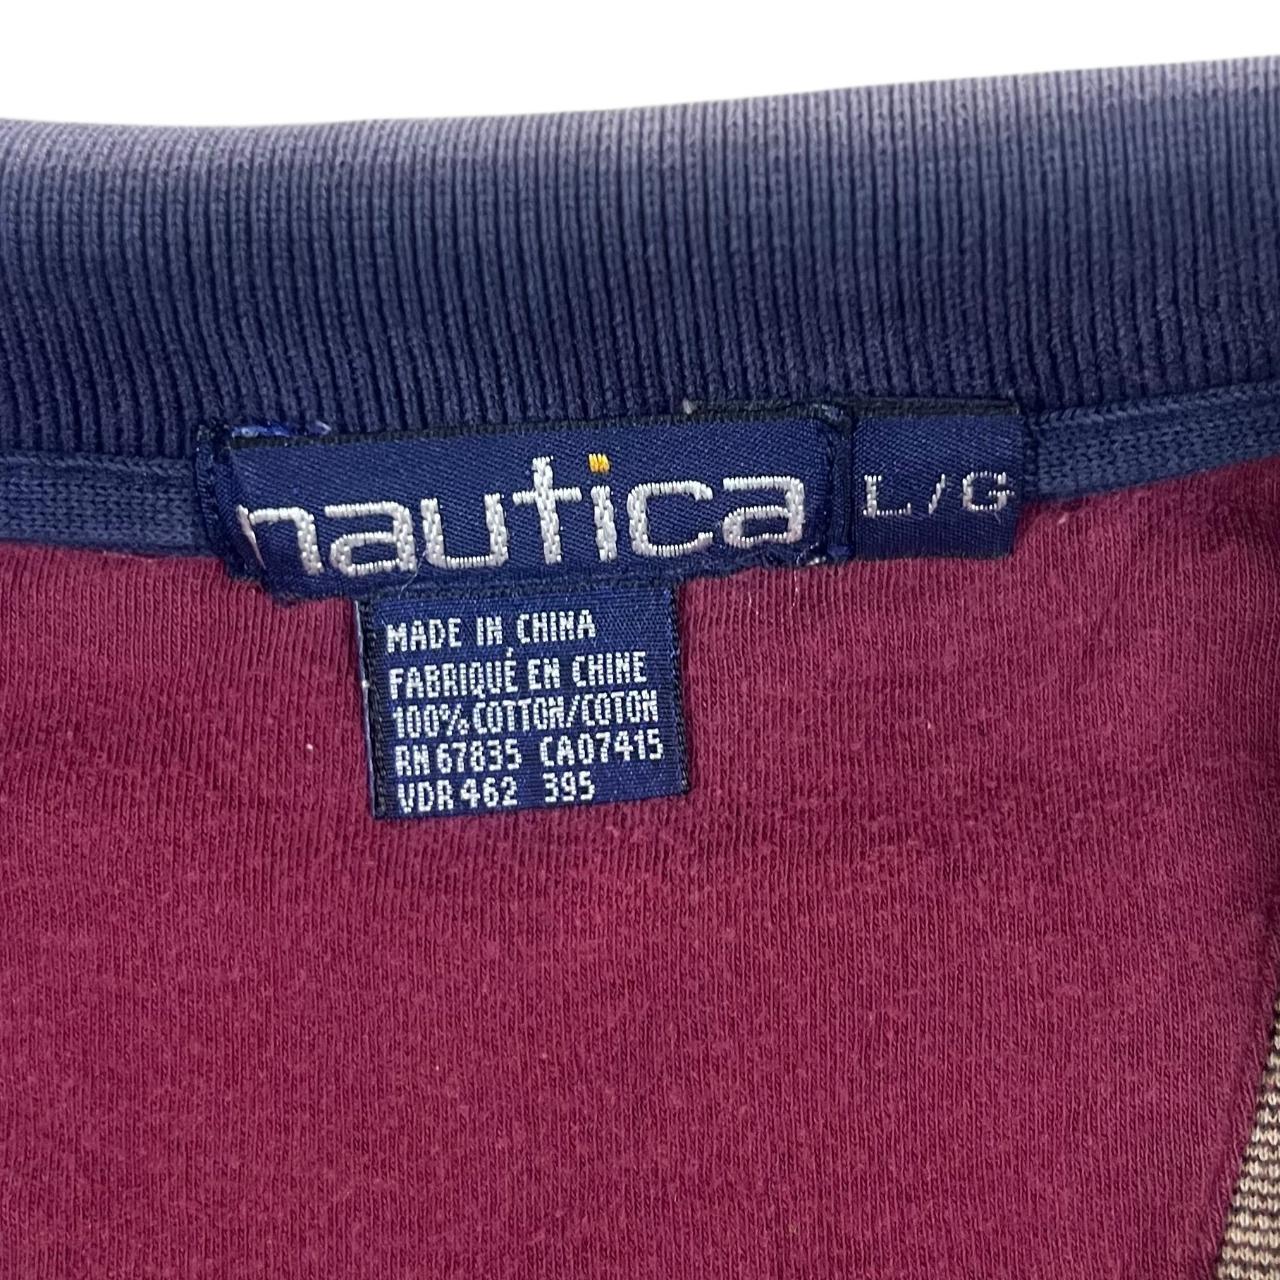 nautica
L/G
MADE IN CHINA
FABRIQUÉ EN CHINE
100% COTTON/COTON
RN 67835 CA07415
VDR 462 395